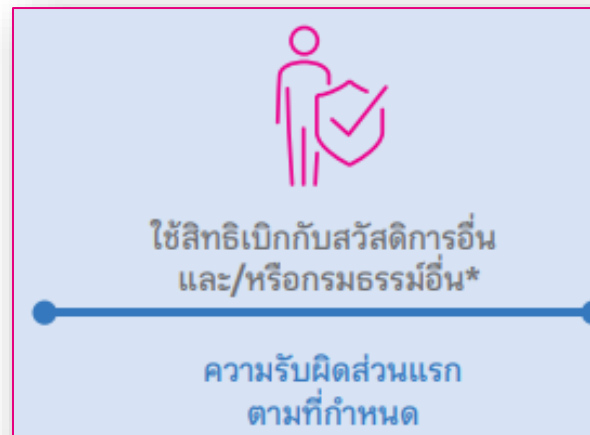 ใช้สิทธิเบิกกับสวัสดิการอื่น
และ/หรือกรมธรรม์อื่น*
ความรับผิดส่วนแรก
ตามที่กำหนด